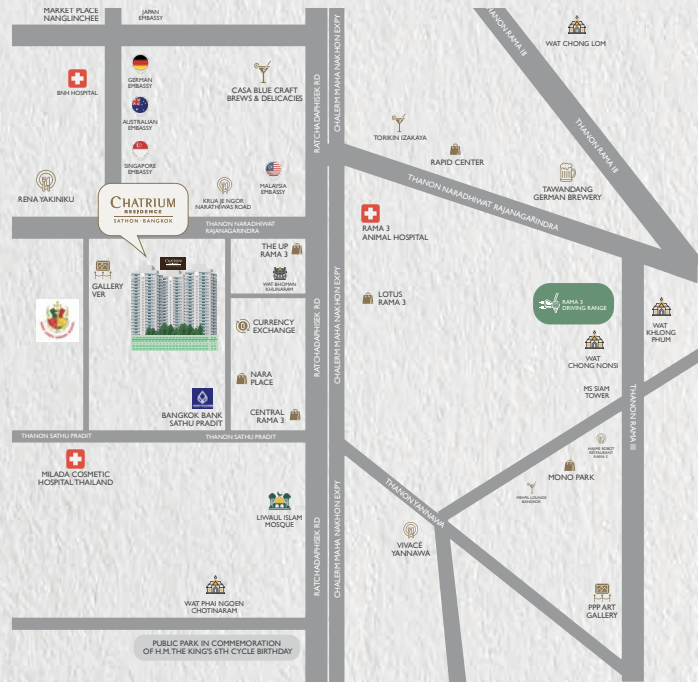 MARKET PLACE
NANGLINCHEE
JAPAN
EMBASSY
GERMAN
EMBASSY
BNH HOSPITAL
AUSTRALIAN
EMBASSY
SINGAPORE
EMBASSY
CASA BLUE CRAFT
BREWS & DELICACIES
MALAYSIA
EMBASSY
KRUA JE NGOR
NARATHIWAS ROAD
RENA YAKINIKU
CHATRIUM
RESIDENCE
SATHON · BANGKOK
THANON NARADHIWAT
RAJANAGARINDRA
RATCHADAPHISEK RD
CHALERM MAHA NAKHON EXPY
THANON RAMA III
WAT CHONG LOM
THANON RAMA III
TORIKIN IZAKAYA
RAPID CENTER
TAWANDANG
GERMAN BREWERY
THANON NARADHIWAT RAJANAGARINDRA
RAMA 3
ANIMAL HOSPITAL
THE UP
RAMA 3
WAT BHOMAN
KHUNARAM
GALLERY
VER
CHATRIUM
LOTUS
RAMA 3
RAMA 3
DRIVING RANGE
WAT
KHLONG
PHUM
CURRENCY
EXCHANGE
RATCHADAPHISEK RD
CHALERM MAHA NAKHON EXPY
WAT
CHONG NONSI
NARA
PLACE
MS SIAM
TOWER
THANON RAMA III
BANGKOK BANK
SATHU PRADIT
CENTRAL
RAMA 3
THANON SATHU PRADIT
THANON SATHU PRADIT
MILADA COSMETIC
HOSPITAL THAILAND
MONO PARK
LIWAUL ISLAM
MOSQUE
THANON YANNAWA
VIVACÉ
YANNAWA
RATCHADAPHISEK RD
CHALERM MAHA NAKHON EXPY
WAT PHAI NGOEN
CHOTINARAM
PPP ART
GALLERY
PUBLIC PARK IN COMMEMORATION
OF H.M. THE KING'S 6TH CYCLE BIRTHDAY